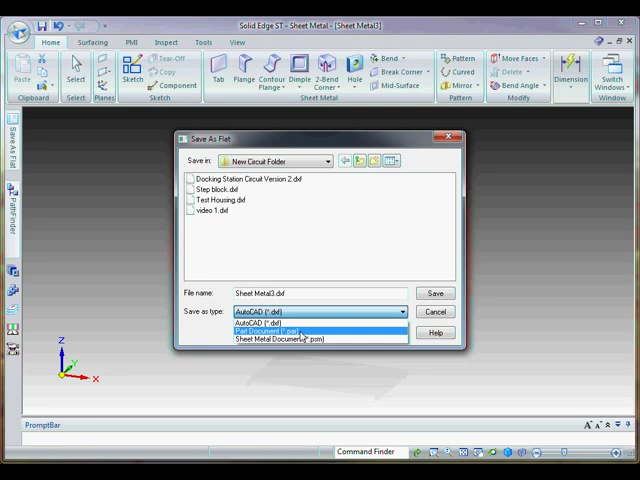 Solid Edge ST - Sheet Metal - [Sheet Metal3]
Home Surfacing PMI Inspect Tools View
Paste Select Planes Sketch Tear-Off Tab Flange Contour Flange Dimple 2-Bend Corner Hole Bend Pattern Move Faces Dimension Switch Windows
Copy Break Corner Curved Delete
Component Mid-Surface Mirror Bend Angle
Clipboard Select Planes Sketch Sheet Metal Pattern Modify Window
Save As Flat
PathFinder
Save As Flat
Save in: New Circuit Folder
Docking Station Circuit Version 2.dxf
Step block.dxf
Test Housing.dxf
video 1.dxf
File name: Sheet Metal3.dxf Save
Save as type: AutoCAD (*.dxf) Cancel
AutoCAD (*.dxf)
Part Document (*.par) Help
Sheet Metal Document (*.psm)
Z
Y
X
PromptBar
Command Finder